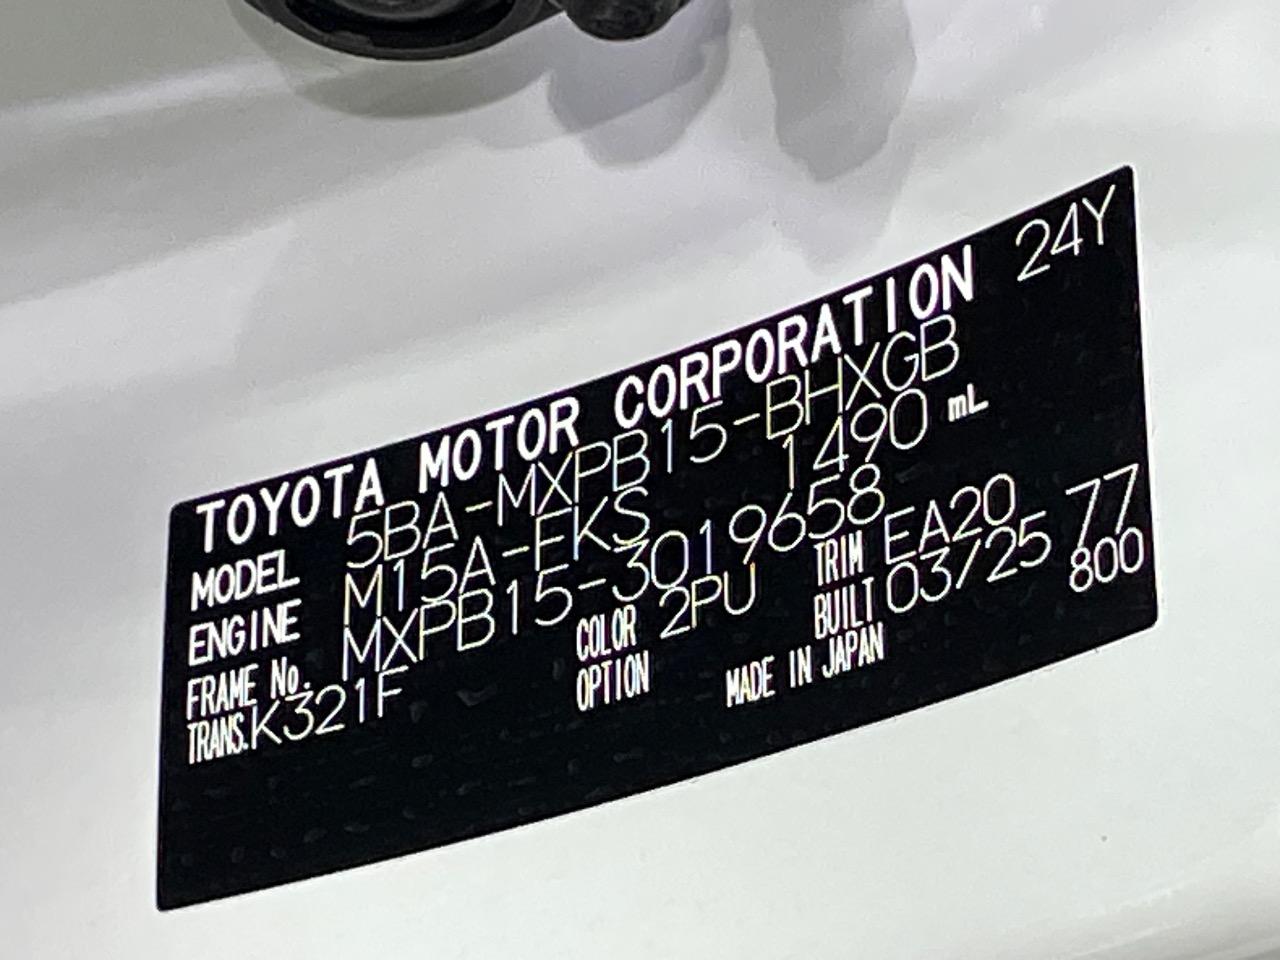 TOYOTA MOTOR CORPORATION 24Y
MODEL 5BA-MXPB15-BHXGB
ENGINE M15A-FKS 1490 mL
FRAME No. MXPB15-3019658
TRANS. K321F COLOR 2PU TRIM EA20 77
OPTION BUILT 03/25 800
MADE IN JAPAN